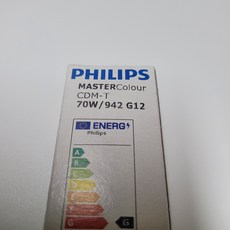 PHILIPS
MASTERColour
CDM-T
70W/942 G12
ENERG
Philips
A
G
G